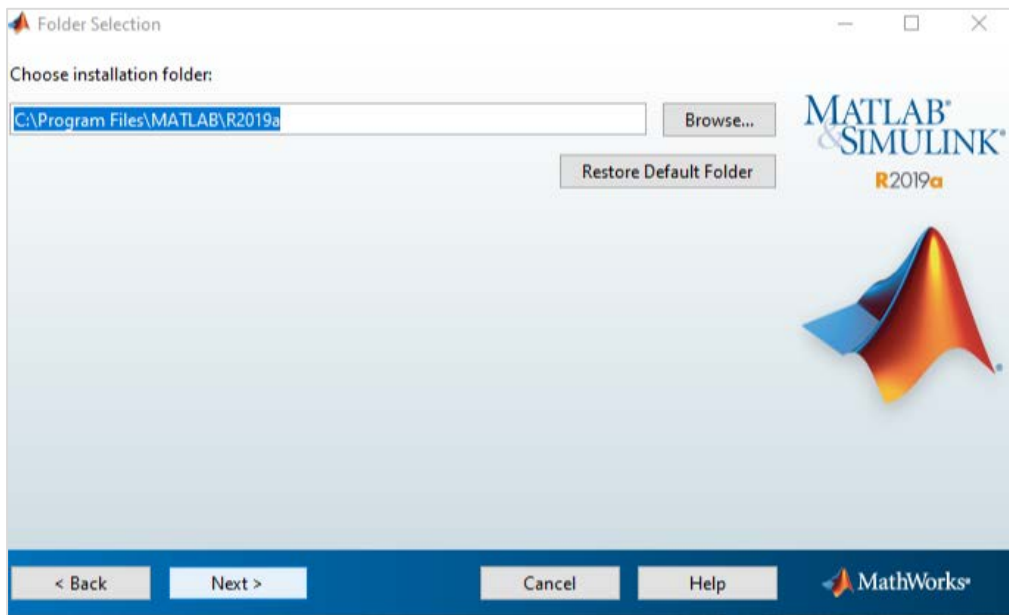 Folder Selection
Choose installation folder:
C:\Program Files\MATLAB\R2019a
Browse...
Restore Default Folder
MATLAB®
&SIMULINK®
R2019a
®
< Back
Next >
Cancel
Help
MathWorks®